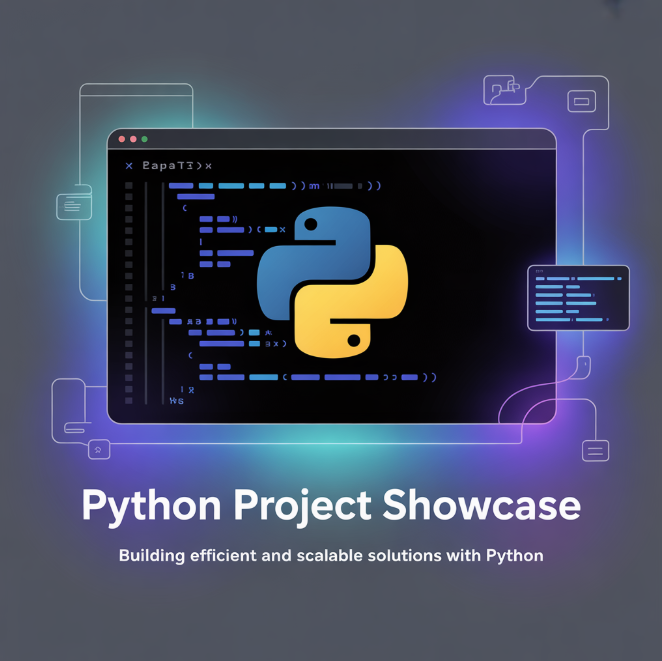 Python Project Showcase
Building efficient and scalable solutions with Python